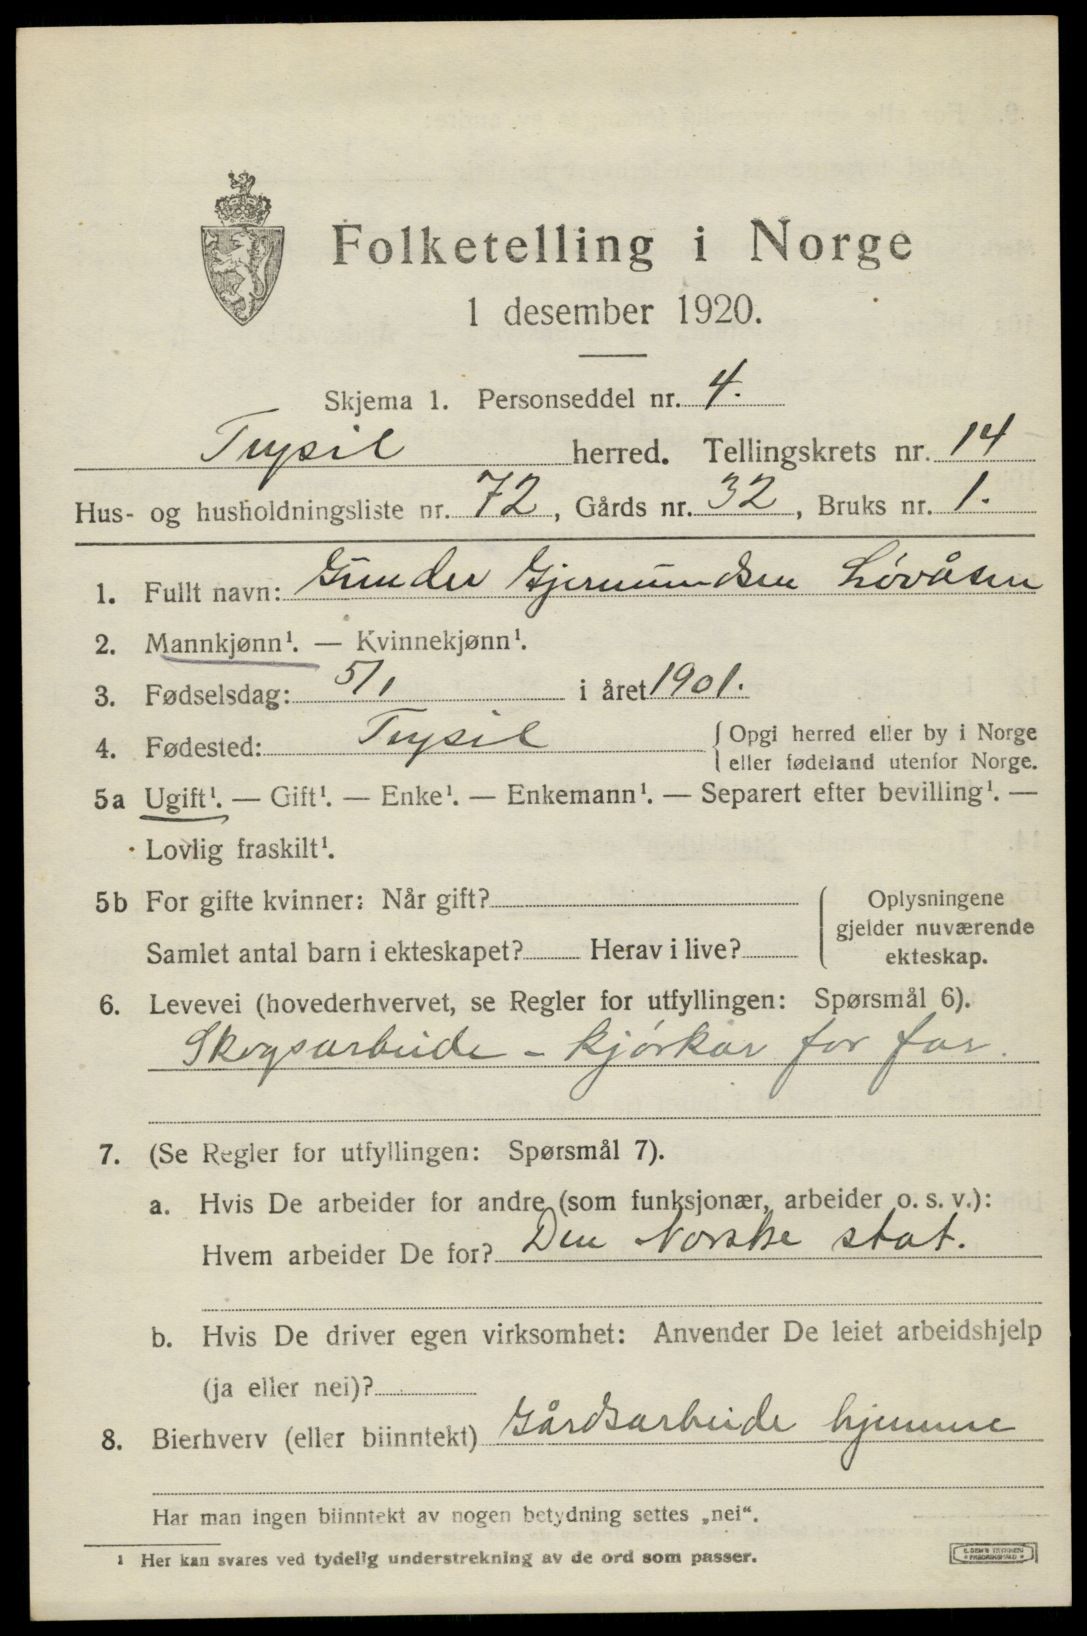 Folketelling i Norge
1 desember 1920.
Skjema 1. Personseddel nr. 4.
Trysil herred. Tellingskrets nr. 14
Hus- og husholdningsliste nr. 72, Gårds nr. 32, Bruks nr. 1.
1. Fullt navn: Gunder Gjermundsen Løvåsen
2. Mannkjønn¹. — Kvinnekjønn¹.
3. Fødselsdag: 5/1 i året 1901.
4. Fødested: Trysil { Opgi herred eller by i Norge
eller fødeland utenfor Norge.
5a Ugift¹. — Gift¹. — Enke¹. — Enkemann¹. — Separert efter bevilling¹. —
Lovlig fraskilt¹.
5b For gifte kvinner: Når gift? { Oplysningene
gjelder nuværende
Samlet antal barn i ekteskapet? Herav i live? ekteskap.
6. Levevei (hovederhvervet, se Regler for utfyllingen: Spørsmål 6).
Skogsarbeide - kjørkar for far.
7. (Se Regler for utfyllingen: Spørsmål 7).
a. Hvis De arbeider for andre (som funksjonær, arbeider o. s. v.):
Hvem arbeider De for? Den Norske stat.
b. Hvis De driver egen virksomhet: Anvender De leiet arbeidshjelp
(ja eller nei)?
8. Bierhverv (eller biinntekt) Gårdsarbeide hjemme
Har man ingen biinntekt av nogen betydning settes „nei“.
¹ Her kan svares ved tydelig understrekning av de ord som passer.